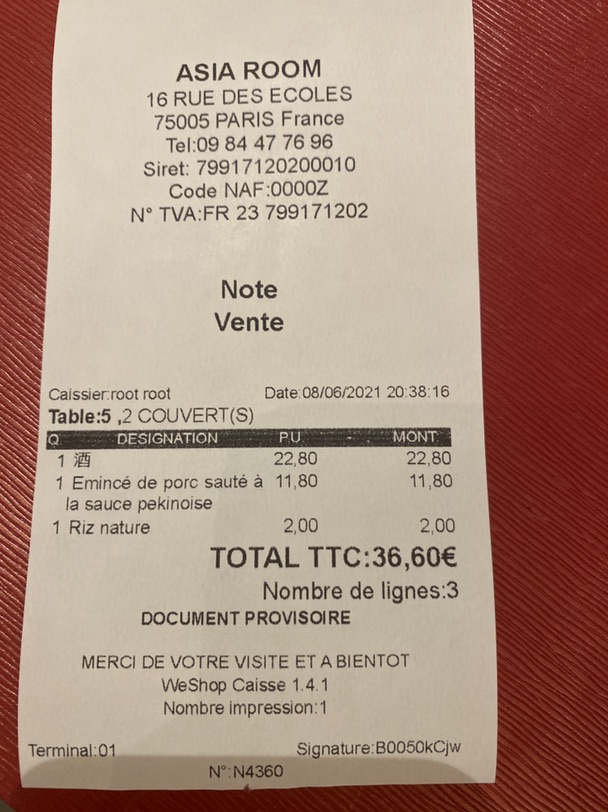 ASIA ROOM
16 RUE DES ECOLES
75005 PARIS France
Tel:09 84 47 76 96
Siret: 79917120200010
Code NAF:0000Z
N° TVA:FR 23 799171202
Note
Vente
Caissier:root root Date:08/06/2021 20:38:16
Table:5 ,2 COUVERT(S)
Q DESIGNATION P.U. - MONT
1 酒 22,80 22,80
1 Emincé de porc sauté à 11,80 11,80
la sauce pekinoise
1 Riz nature 2,00 2,00
TOTAL TTC:36,60€
Nombre de lignes:3
DOCUMENT PROVISOIRE
MERCI DE VOTRE VISITE ET A BIENTOT
WeShop Caisse 1.4.1
Nombre impression:1
Terminal:01 Signature:B0050kCjw
N°:N4360